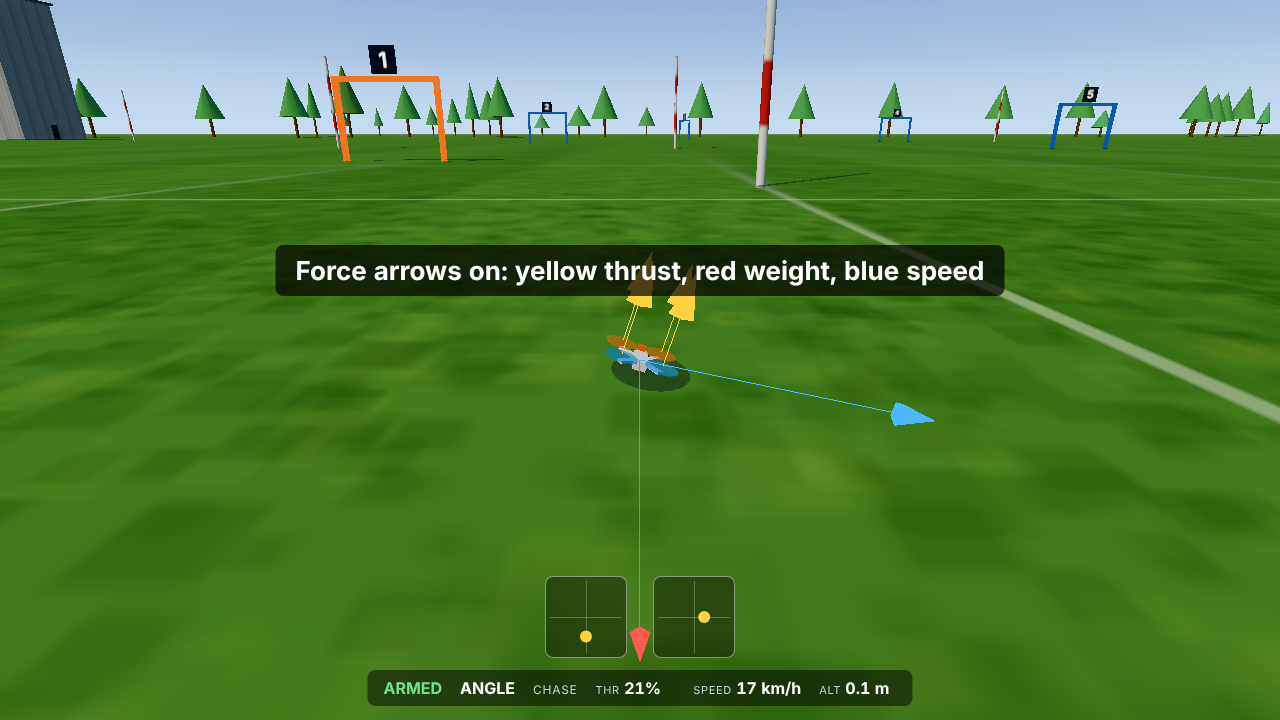 1
2
5
Force arrows on: yellow thrust, red weight, blue speed
ARMED ANGLE CHASE THR 21% SPEED 17 km/h ALT 0.1 m